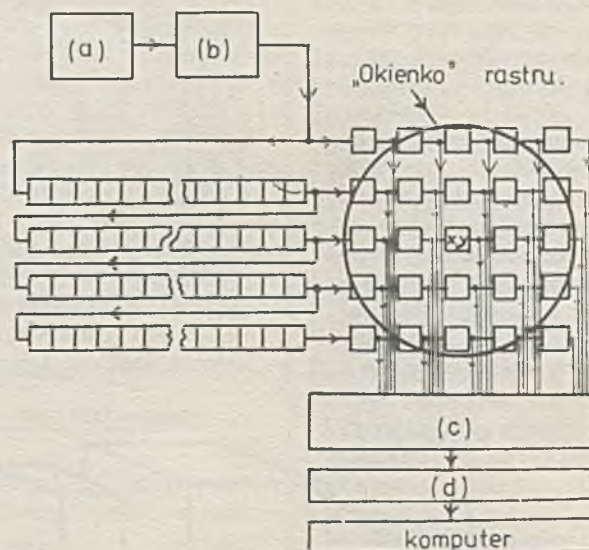 (a)
(b)
„Okienko” rastru.
x,y
(c)
(d)
komputer